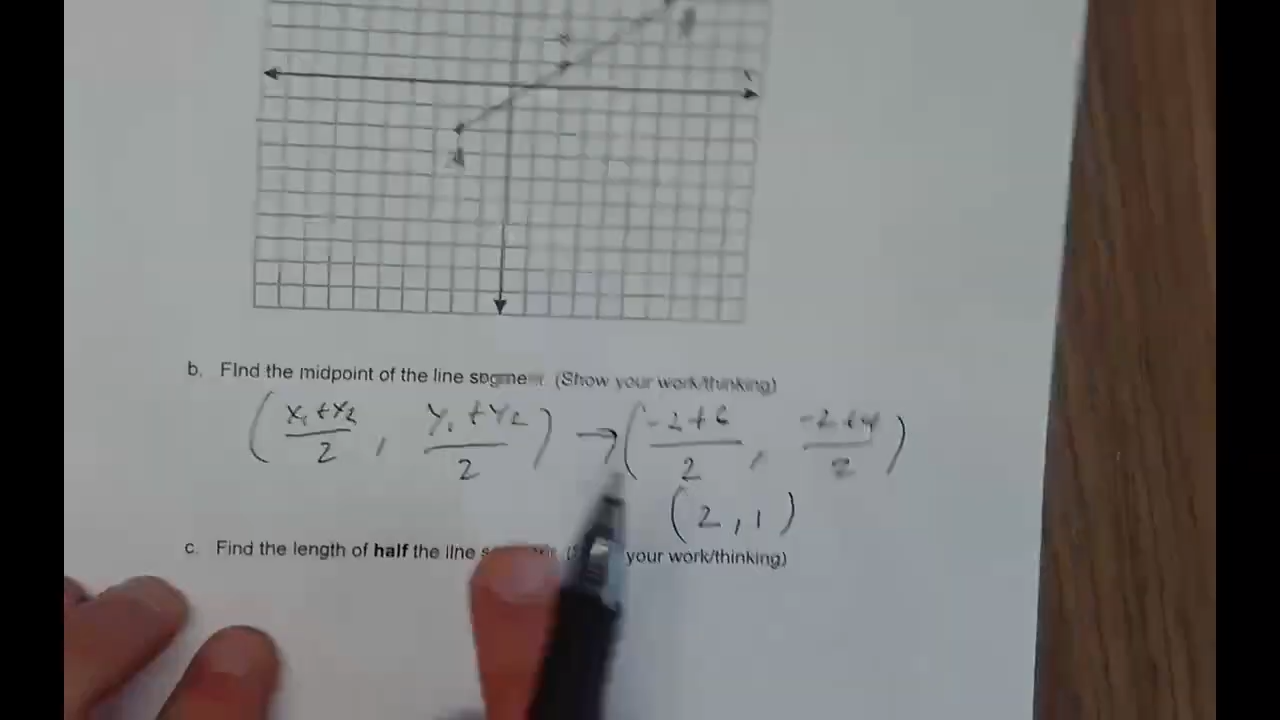 A
b. FInd the midpoint of the line segment. (Show your work/thinking)
( x₁+x₂ / 2 , y₁+y₂ / 2 ) → ( -2+6 / 2 , -2+4 / 2 )
(2,1)
c. Find the length of half the line your work/thinking)